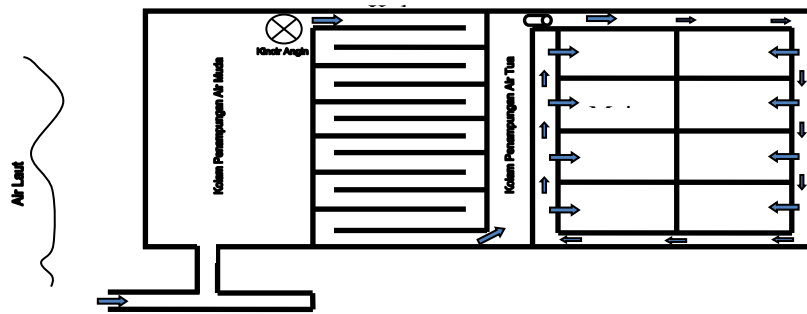 Kincir Angin
Kolam Penampungan Air Muda
Kolam Penampungan Air Tua
Air Laut